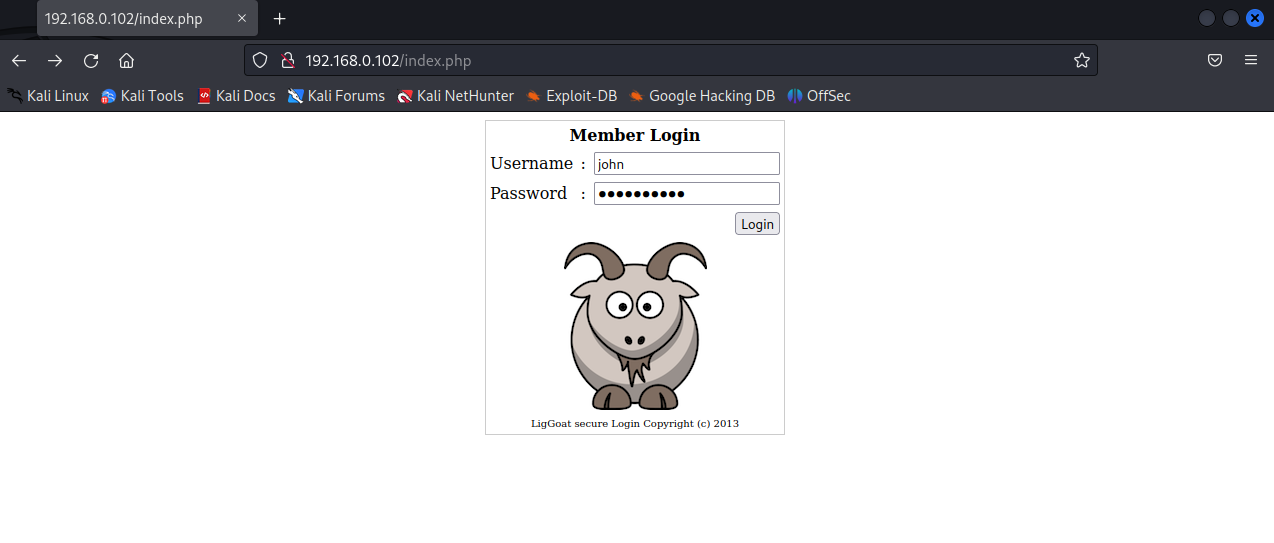 192.168.0.102/index.php
192.168.0.102/index.php
Kali Linux Kali Tools Kali Docs Kali Forums Kali NetHunter Exploit-DB Google Hacking DB OffSec
Member Login
Username : john
Password : ●●●●●●●●●●
Login
LigGoat secure Login Copyright (c) 2013